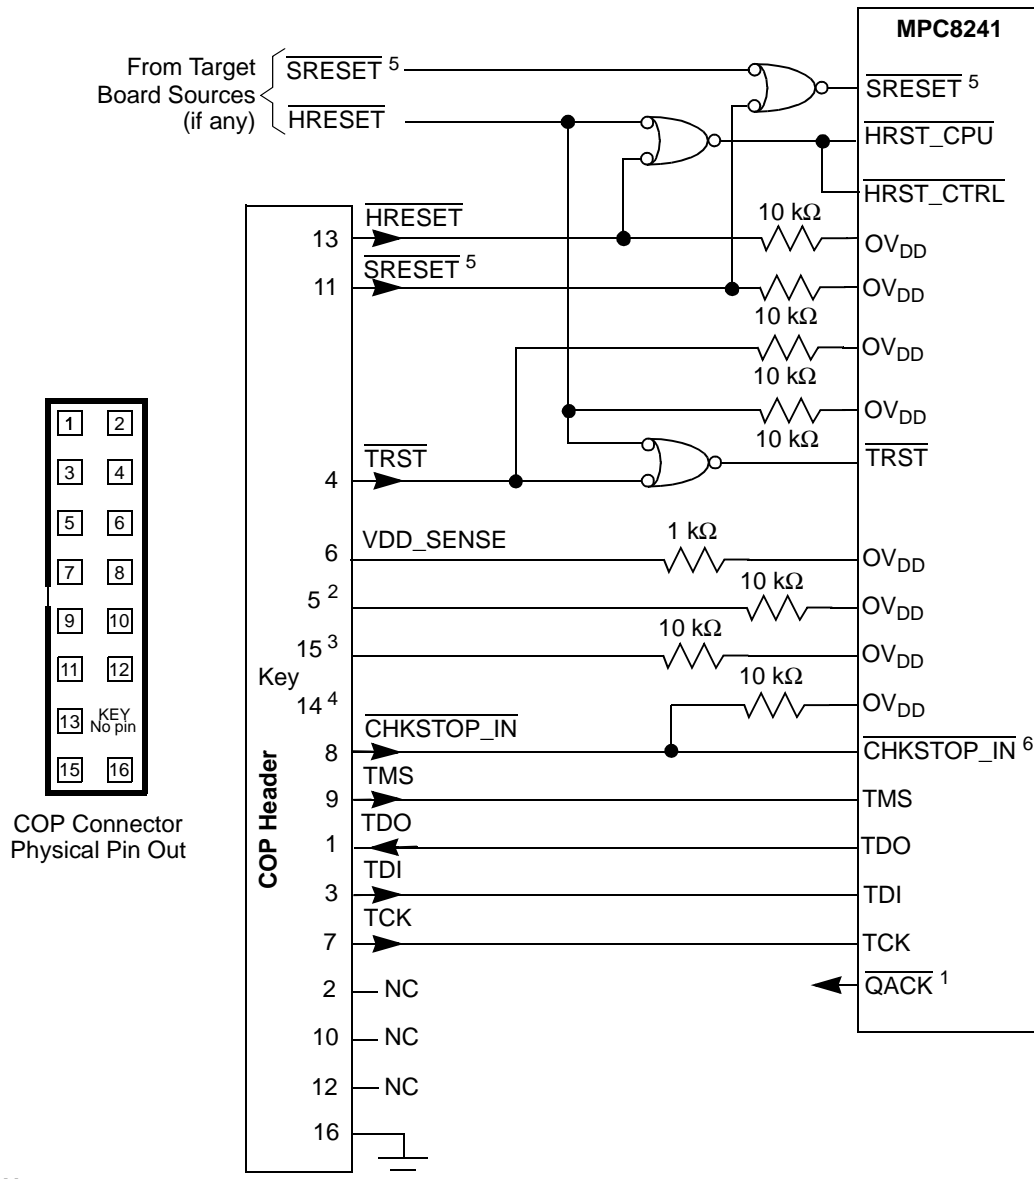 MPC8241
From Target
Board Sources
(if any)
SRESET 5
HRESET
SRESET 5
HRST_CPU
HRST_CTRL
13
HRESET
10 kΩ
OVDD
11
SRESET 5
10 kΩ
OVDD
10 kΩ
OVDD
10 kΩ
OVDD
4
TRST
TRST
6
VDD_SENSE
1 kΩ
OVDD
5 2
10 kΩ
OVDD
15 3
10 kΩ
OVDD
Key
14 4
10 kΩ
OVDD
8
CHKSTOP_IN
CHKSTOP_IN 6
9
TMS
TMS
1
TDO
TDO
3
TDI
TDI
7
TCK
TCK
QACK 1
2
NC
10
NC
12
NC
16
COP Header
1 2
3 4
5 6
7 8
9 10
11 12
13 KEY
No pin
15 16
COP Connector
Physical Pin Out